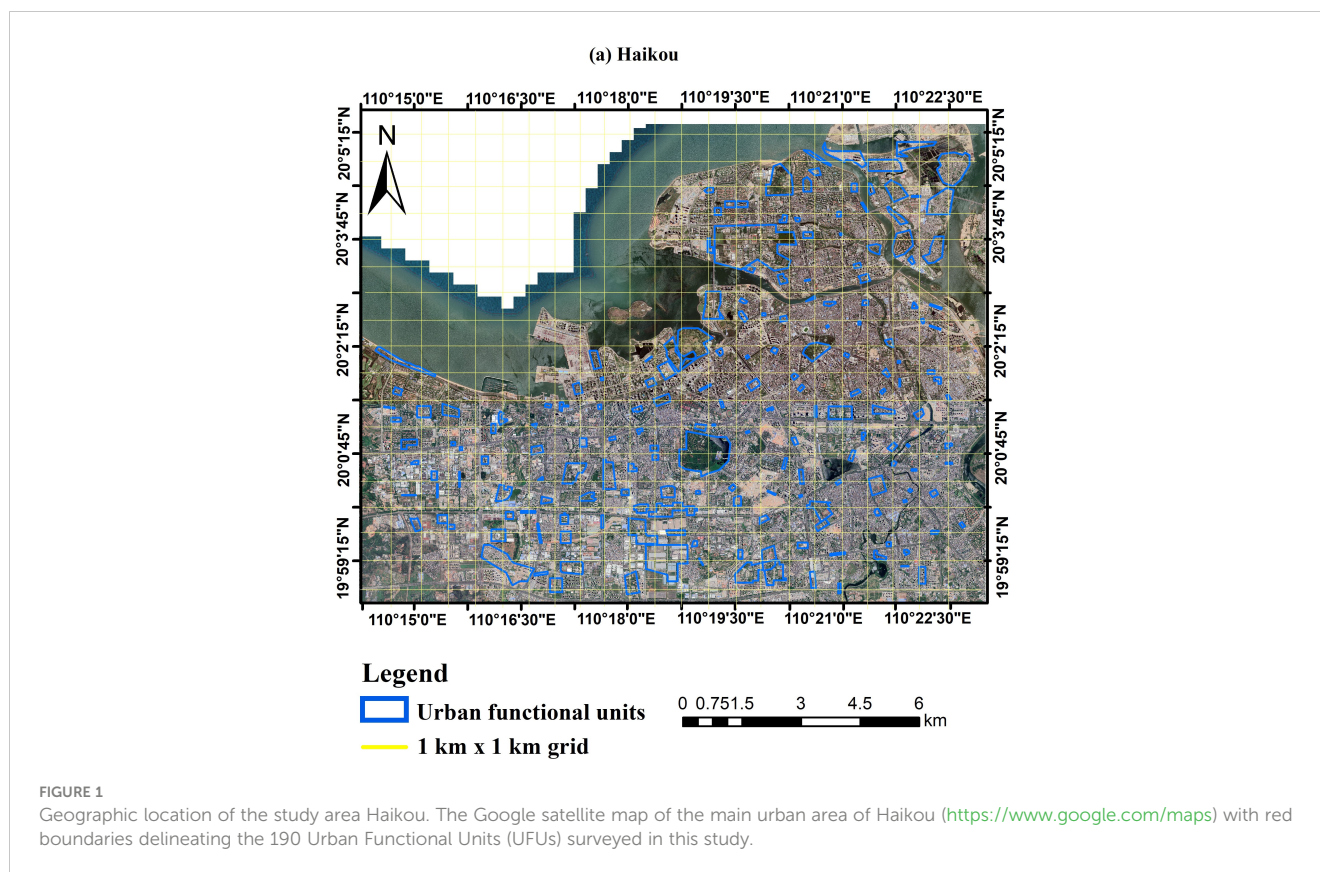 (a) Haikou
110°15'0"E 110°16'30"E 110°18'0"E 110°19'30"E 110°21'0"E 110°22'30"E
N
20°5'15"N 20°5'15"N
20°3'45"N 20°3'45"N
20°2'15"N 20°2'15"N
20°0'45"N 20°0'45"N
19°59'15"N 19°59'15"N
110°15'0"E 110°16'30"E 110°18'0"E 110°19'30"E 110°21'0"E 110°22'30"E
Legend
Urban functional units
0 0.751.5 3 4.5 6
km
1 km x 1 km grid
FIGURE 1
Geographic location of the study area Haikou. The Google satellite map of the main urban area of Haikou (https://www.google.com/maps) with red
boundaries delineating the 190 Urban Functional Units (UFUs) surveyed in this study.